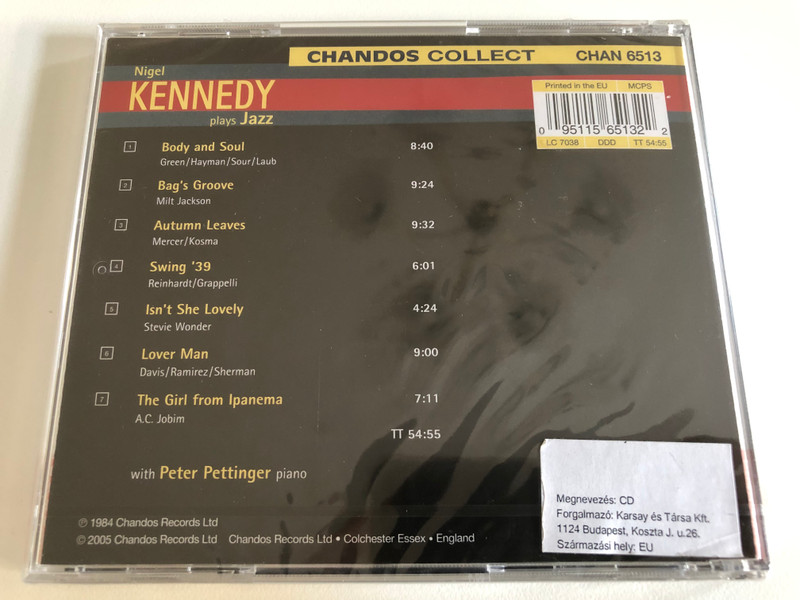 CHANDOS COLLECT CHAN 6513
Nigel
KENNEDY
plays Jazz
Printed in the EU MCPS
0 95115 65132 2
LC 7038 DDD TT 54:55
1 Body and Soul 8:40
Green/Hayman/Sour/Laub
2 Bag's Groove 9:24
Milt Jackson
3 Autumn Leaves 9:32
Mercer/Kosma
4 Swing '39 6:01
Reinhardt/Grappelli
5 Isn't She Lovely 4:24
Stevie Wonder
6 Lover Man 9:00
Davis/Ramirez/Sherman
7 The Girl from Ipanema 7:11
A.C. Jobim
TT 54:55
with Peter Pettinger piano
℗ 1984 Chandos Records Ltd
© 2005 Chandos Records Ltd Chandos Records Ltd • Colchester Essex • England
Megnevezés: CD
Forgalmazó: Karsay és Társa Kft.
1124 Budapest, Koszta J. u.26.
Származási hely: EU